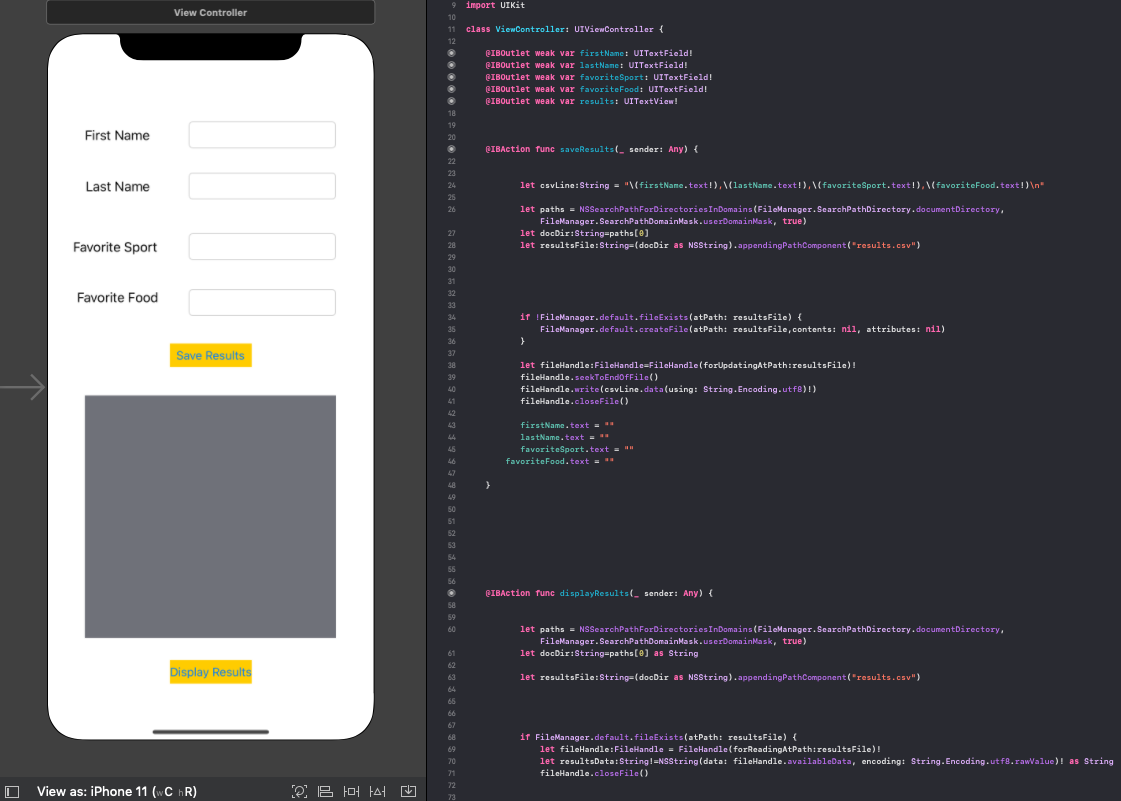 View Controller
First Name
Last Name
Favorite Sport
Favorite Food
Save Results
Display Results
View as: iPhone 11 (wC hR)
9 import UIKit
10
11 class ViewController: UIViewController {
12
@IBOutlet weak var firstName: UITextField!
@IBOutlet weak var lastName: UITextField!
@IBOutlet weak var favoriteSport: UITextField!
@IBOutlet weak var favoriteFood: UITextField!
@IBOutlet weak var results: UITextView!
18
19
20
@IBAction func saveResults(_ sender: Any) {
22
23
24 let csvLine:String = "\(firstName.text!),\(lastName.text!),\(favoriteSport.text!),\(favoriteFood.text!)\n"
25
26 let paths = NSSearchPathForDirectoriesInDomains(FileManager.SearchPathDirectory.documentDirectory,
FileManager.SearchPathDomainMask.userDomainMask, true)
27 let docDir:String=paths[0]
28 let resultsFile:String=(docDir as NSString).appendingPathComponent("results.csv")
29
30
31
32
33
34 if !FileManager.default.fileExists(atPath: resultsFile) {
35 FileManager.default.createFile(atPath: resultsFile,contents: nil, attributes: nil)
36 }
37
38 let fileHandle:FileHandle=FileHandle(forUpdatingAtPath:resultsFile)!
39 fileHandle.seekToEndOfFile()
40 fileHandle.write(csvLine.data(using: String.Encoding.utf8)!)
41 fileHandle.closeFile()
42
43 firstName.text = ""
44 lastName.text = ""
45 favoriteSport.text = ""
46 favoriteFood.text = ""
47
48 }
49
50
51
52
53
54
55
56
@IBAction func displayResults(_ sender: Any) {
58
59
60 let paths = NSSearchPathForDirectoriesInDomains(FileManager.SearchPathDirectory.documentDirectory,
FileManager.SearchPathDomainMask.userDomainMask, true)
61 let docDir:String=paths[0] as String
62
63 let resultsFile:String=(docDir as NSString).appendingPathComponent("results.csv")
64
65
66
67
68 if FileManager.default.fileExists(atPath: resultsFile) {
69 let fileHandle:FileHandle = FileHandle(forReadingAtPath:resultsFile)!
70 let resultsData:String!=NSString(data: fileHandle.availableData, encoding: String.Encoding.utf8.rawValue)! as String
71 fileHandle.closeFile()
72
73